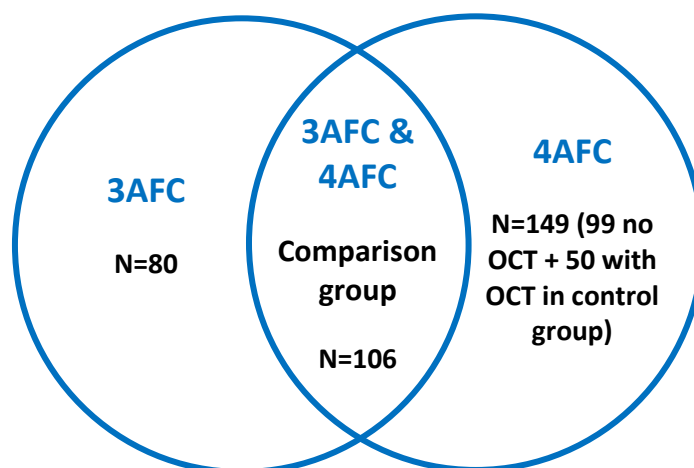 3AFC
N=80
3AFC &
4AFC
Comparison
group
N=106
4AFC
N=149 (99 no
OCT + 50 with
OCT in control
group)